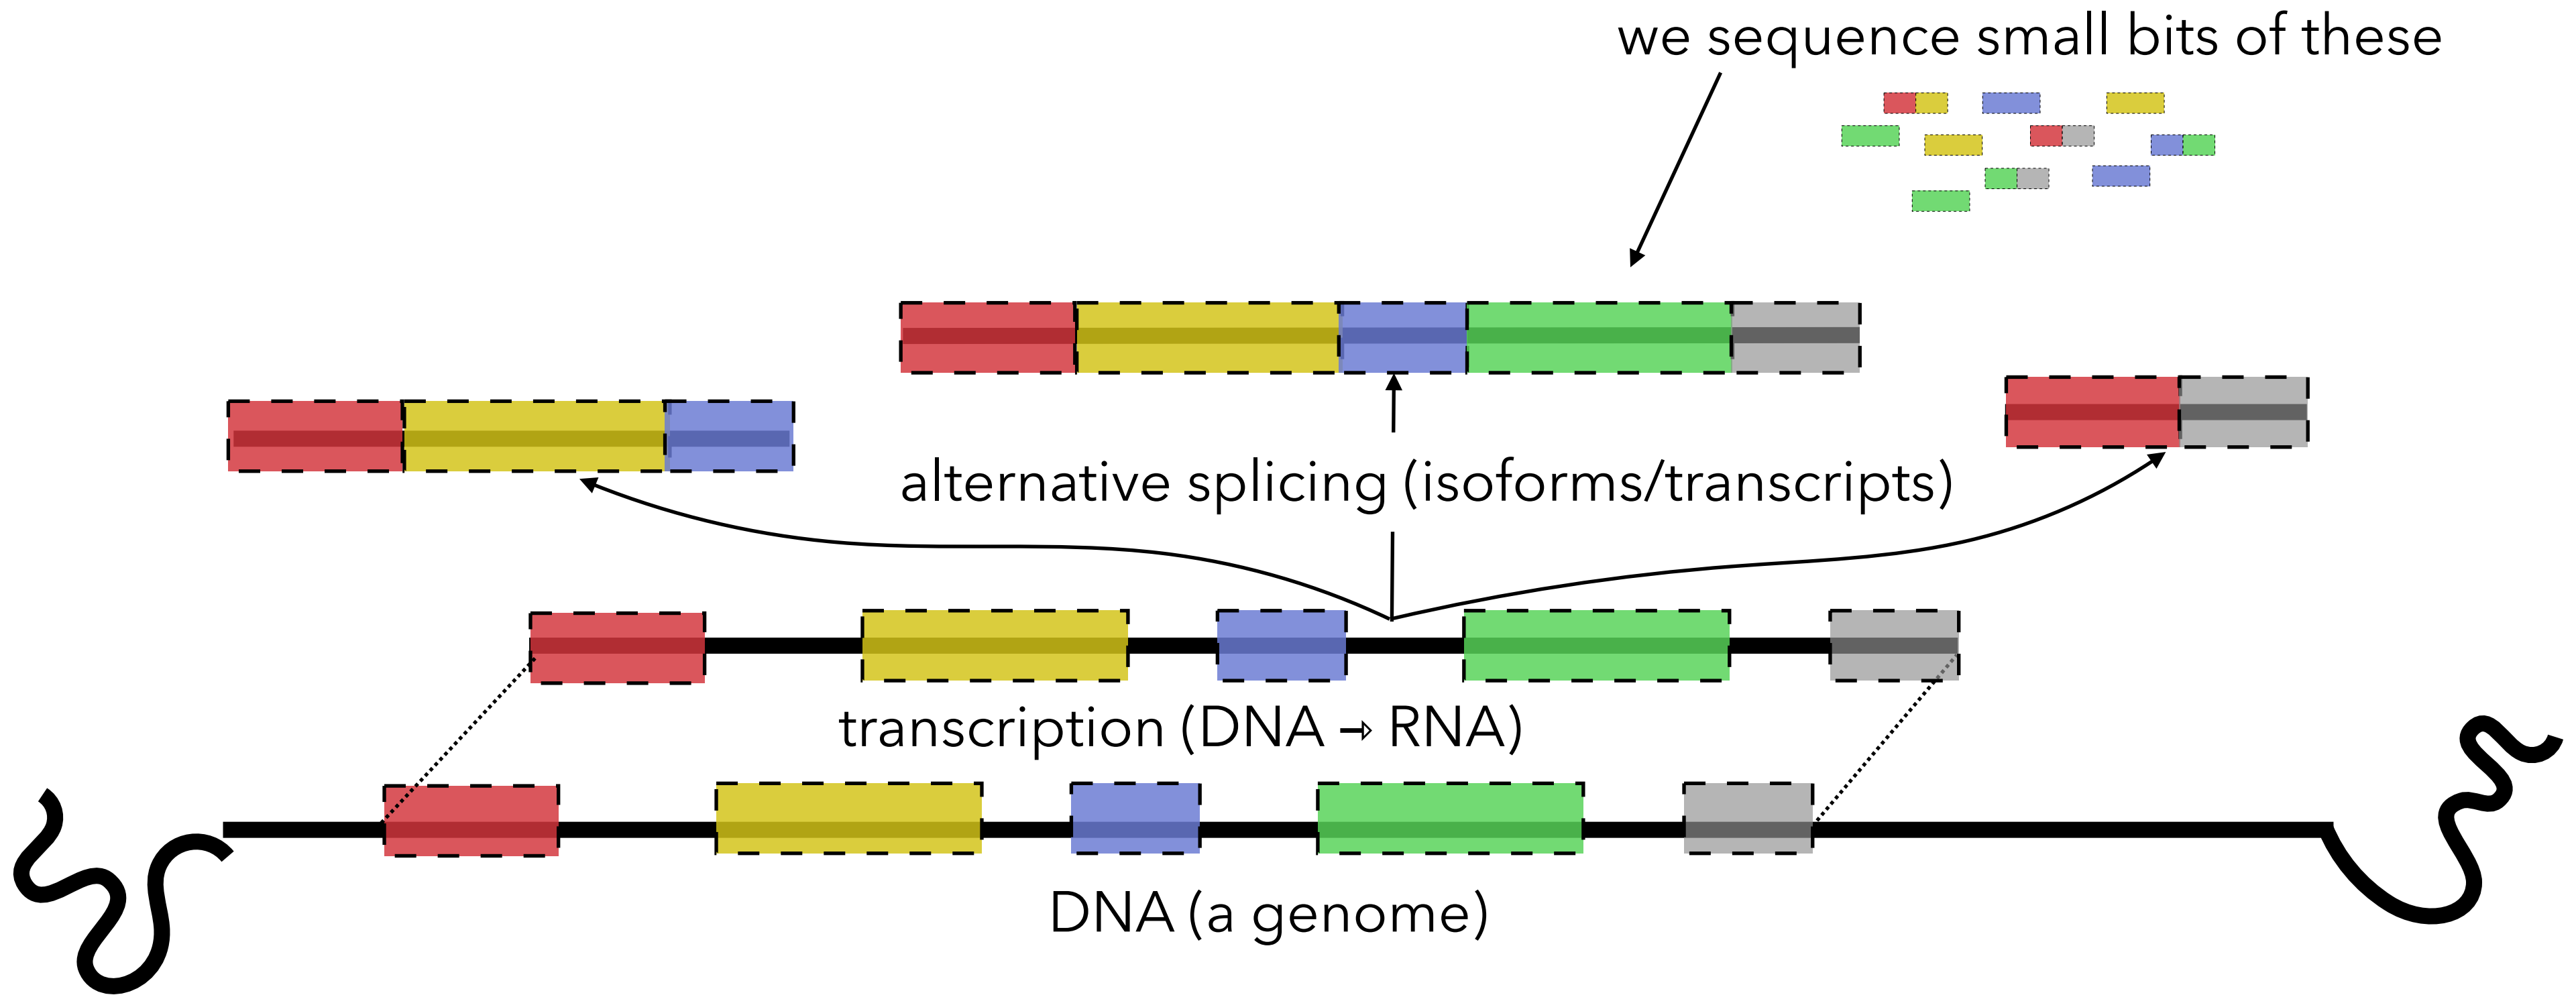 we sequence small bits of these
alternative splicing (isoforms/transcripts)
transcription (DNA → RNA)
DNA (a genome)